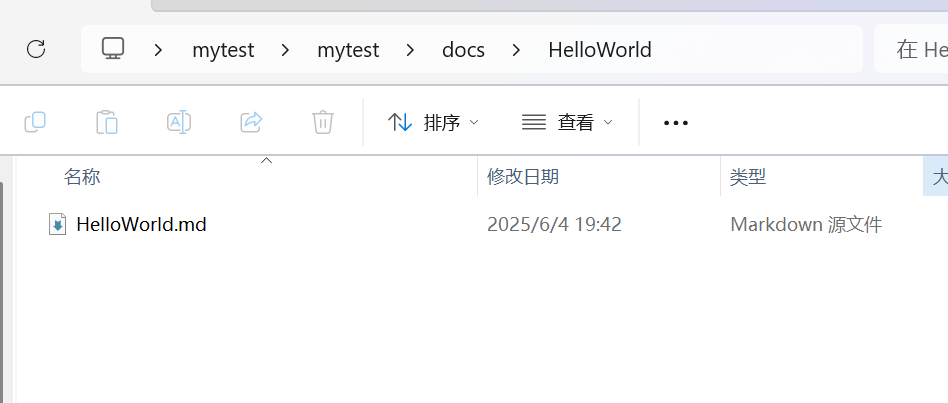 mytest > mytest > docs > HelloWorld
在 He
排序
查看
名称 修改日期 类型 大
HelloWorld.md 2025/6/4 19:42 Markdown 源文件